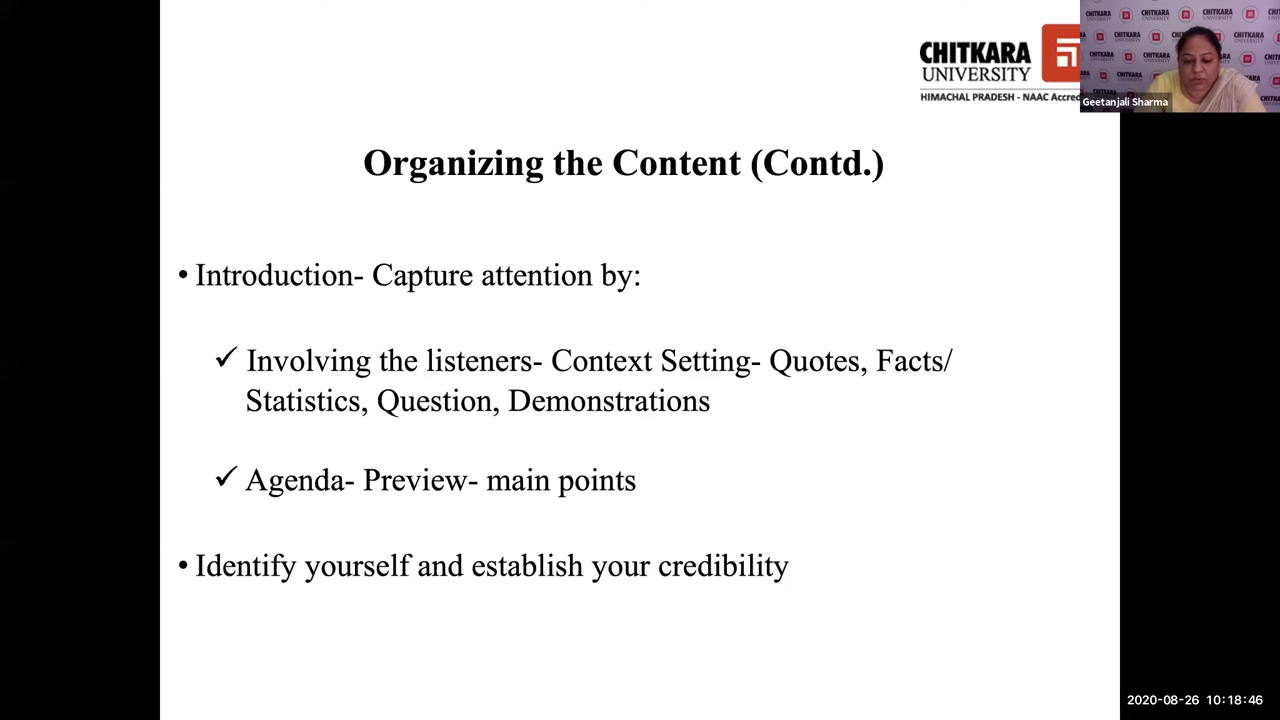 CHITKARA
UNIVERSITY
HIMACHAL PRADESH - NAAC
Geetanjali Sharma
CHITKARA
UNIVERSITY
Organizing the Content (Contd.)
• Introduction- Capture attention by:
✓ Involving the listeners- Context Setting- Quotes, Facts/
Statistics, Question, Demonstrations
✓ Agenda- Preview- main points
• Identify yourself and establish your credibility
2020-08-26 10:18:46